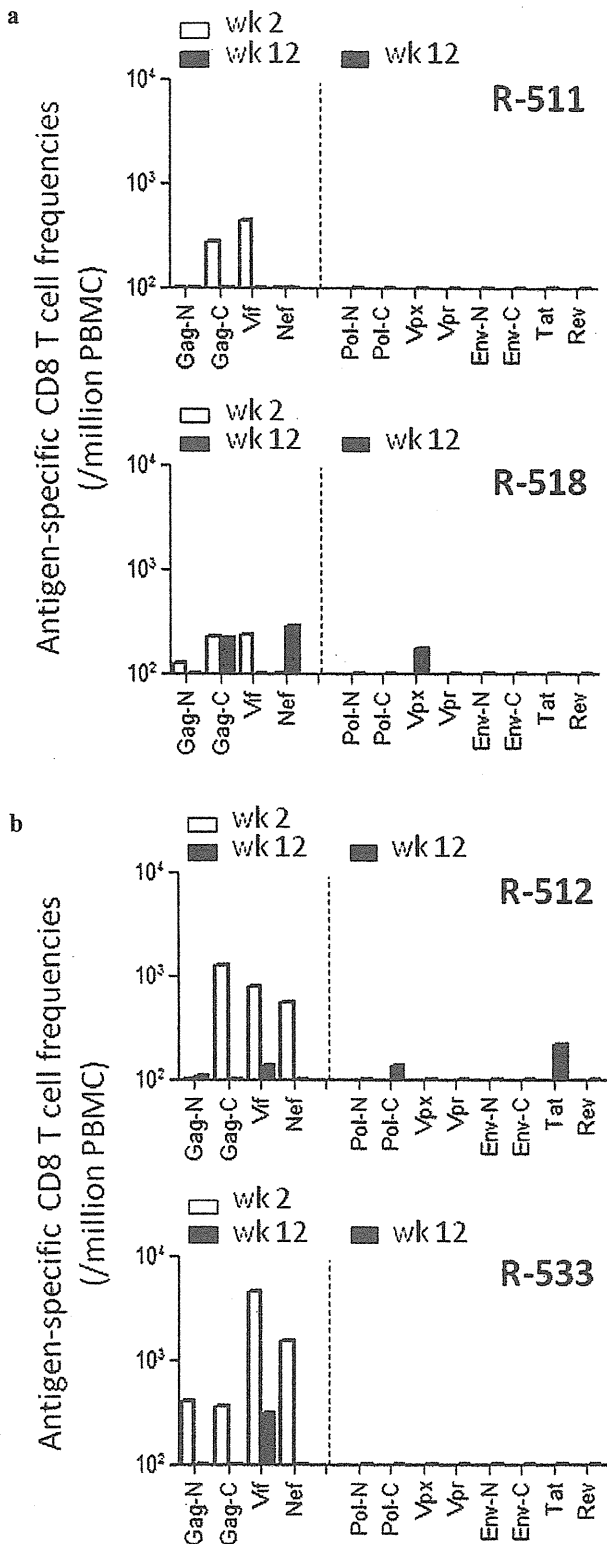 a
wk 2
wk 12
wk 12
R-511
10⁴
10³
10²
Gag-N
Gag-C
Vif
Nef
Pol-N
Pol-C
Vpx
Vpr
Env-N
Env-C
Tat
Rev
wk 2
wk 12
wk 12
R-518
10⁴
10³
10²
Gag-N
Gag-C
Vif
Nef
Pol-N
Pol-C
Vpx
Vpr
Env-N
Env-C
Tat
Rev
Antigen-specific CD8 T cell frequencies
(/million PBMC)
b
wk 2
wk 12
wk 12
R-512
10⁴
10³
10²
Gag-N
Gag-C
Vif
Nef
Pol-N
Pol-C
Vpx
Vpr
Env-N
Env-C
Tat
Rev
wk 2
wk 12
wk 12
R-533
10⁴
10³
10²
Gag-N
Gag-C
Vif
Nef
Pol-N
Pol-C
Vpx
Vpr
Env-N
Env-C
Tat
Rev
Antigen-specific CD8 T cell frequencies
(/million PBMC)